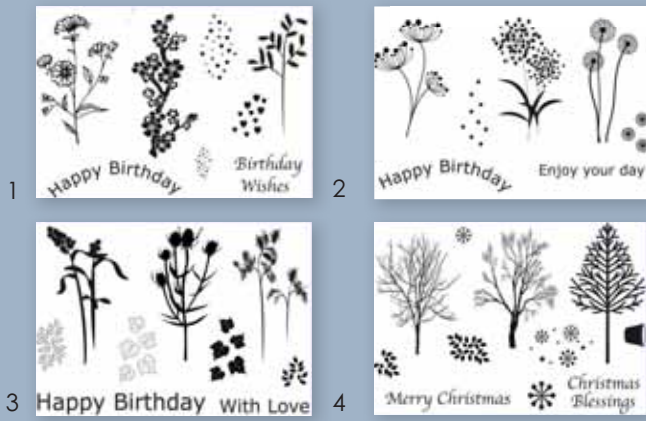 1
Happy Birthday
Birthday
Wishes
2
Happy Birthday
Enjoy your day
3
Happy Birthday
With Love
4
Merry Christmas
Christmas
Blessings